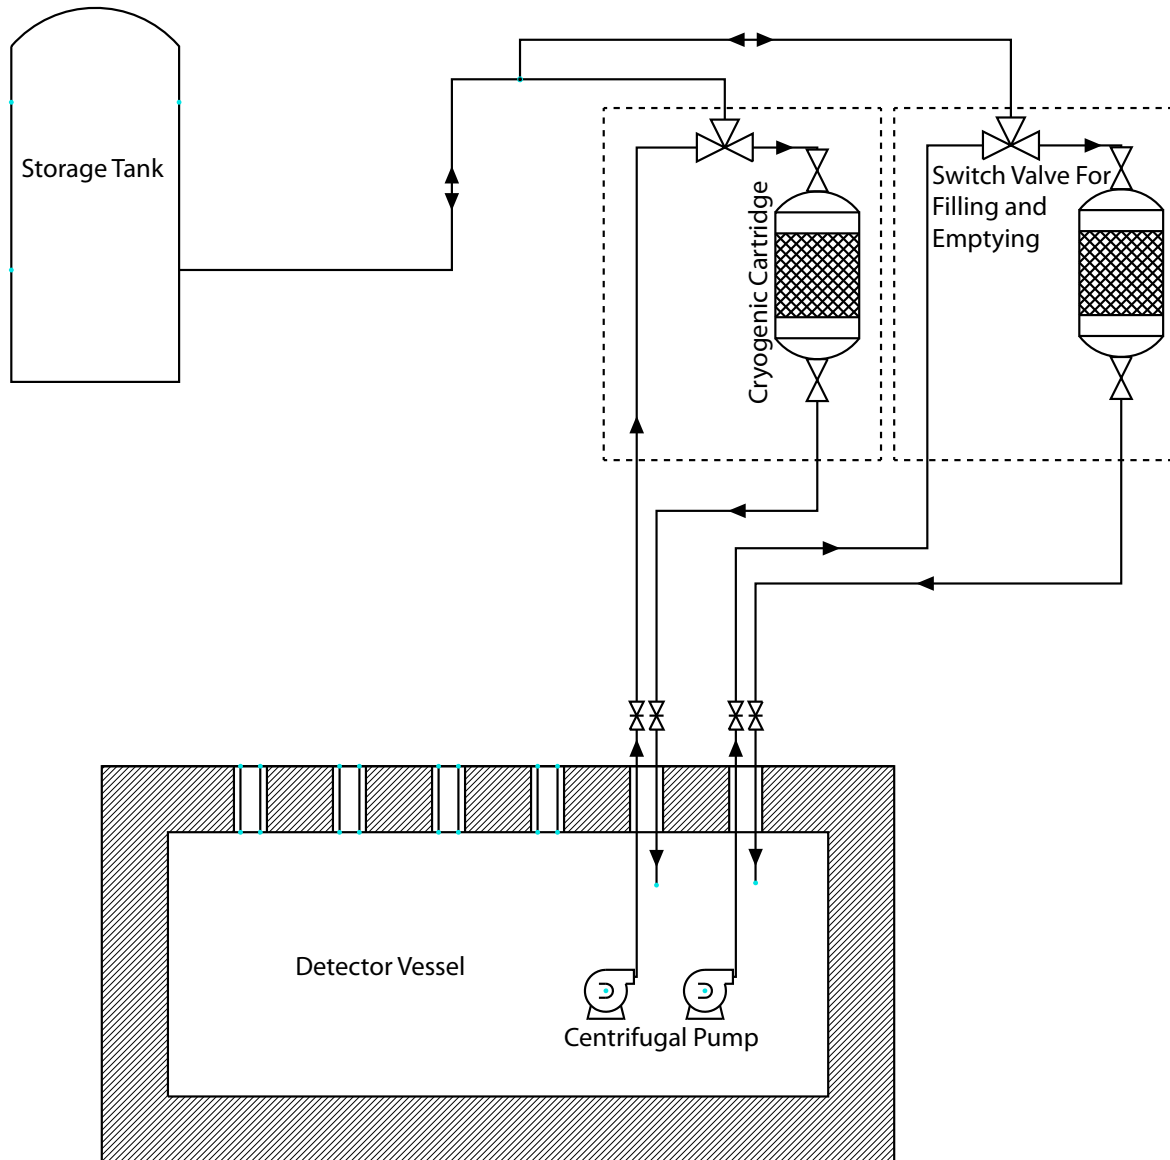 Storage Tank
Cryogenic Cartridge
Switch Valve For
Filling and
Emptying
Detector Vessel
Centrifugal Pump